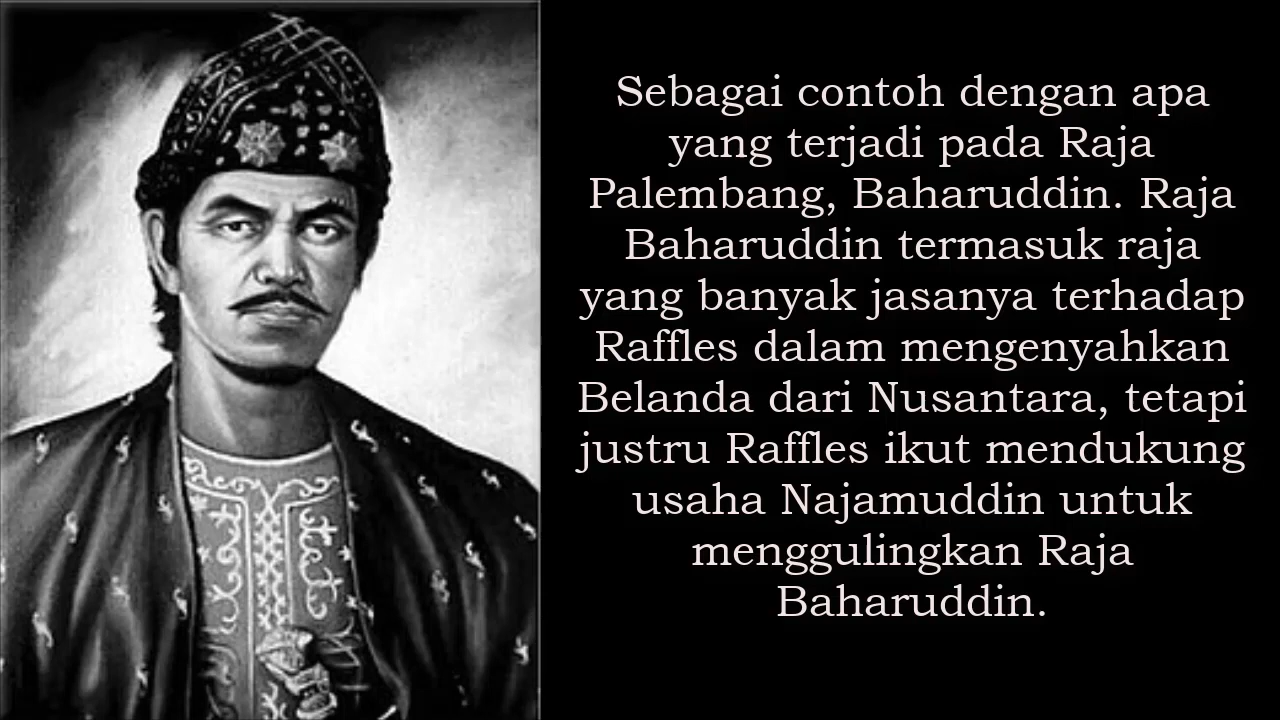 Sebagai contoh dengan apa
yang terjadi pada Raja
Palembang, Baharuddin. Raja
Baharuddin termasuk raja
yang banyak jasanya terhadap
Raffles dalam mengenyahkan
Belanda dari Nusantara, tetapi
justru Raffles ikut mendukung
usaha Najamuddin untuk
menggulingkan Raja
Baharuddin.